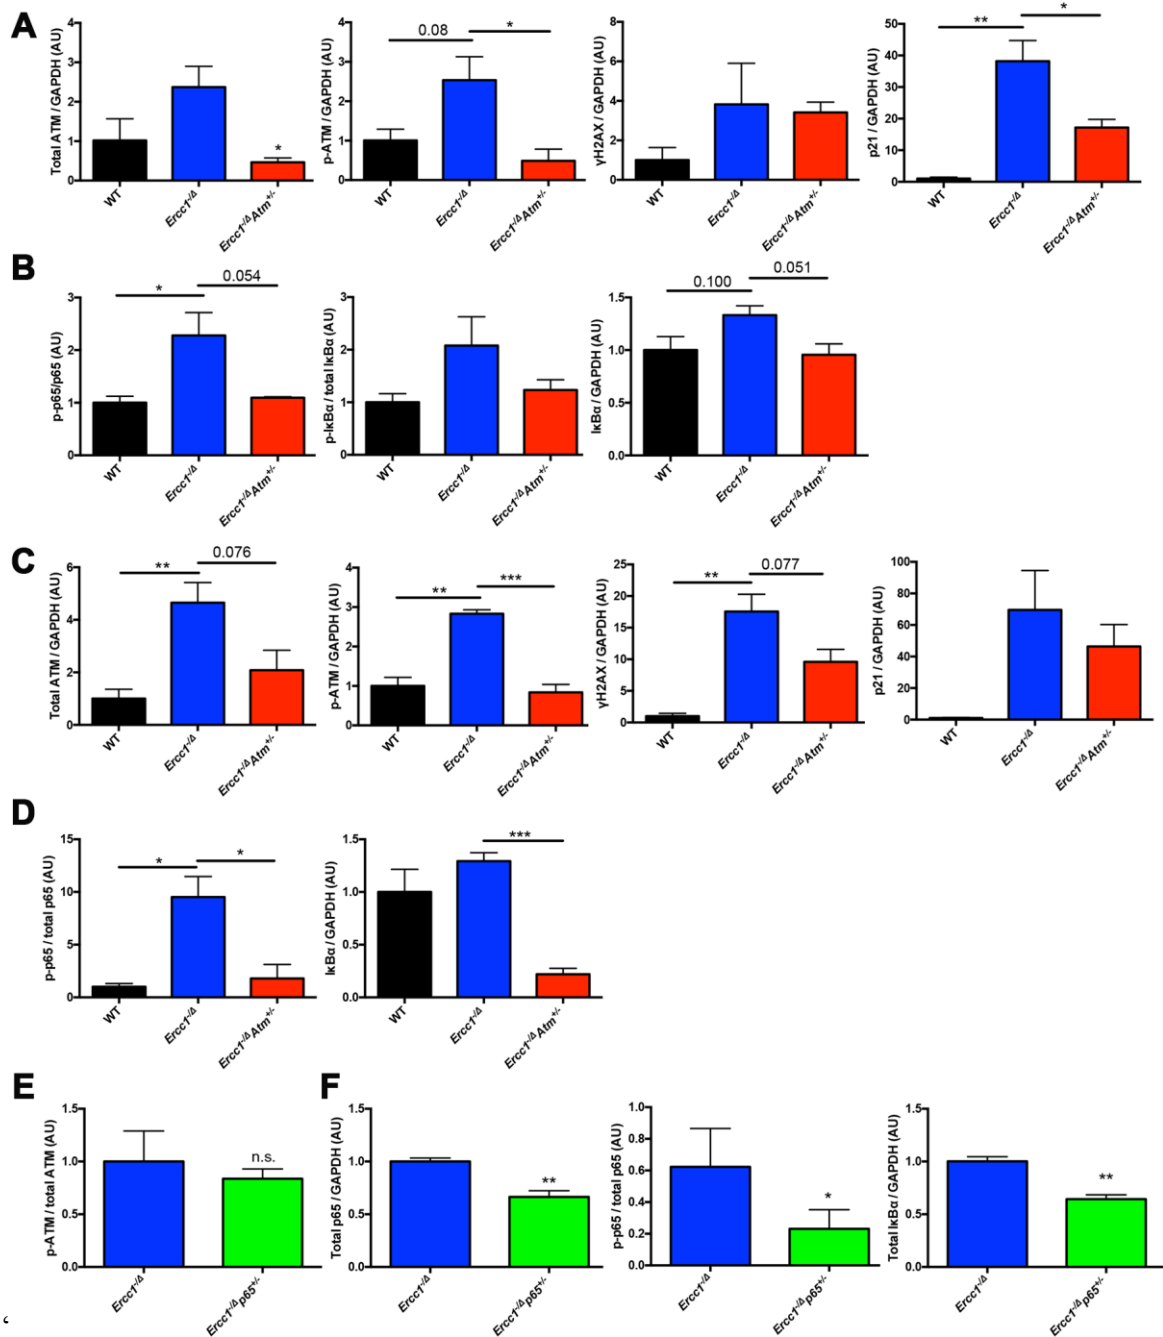 A
Total ATM / GAPDH (AU)
4
3
2
1
0
*
WT
Ercc1-/Δ
Ercc1-/ΔAtm+/-
p-ATM / GAPDH (AU)
4
3
2
1
0
0.08
*
WT
Ercc1-/Δ
Ercc1-/ΔAtm+/-
γH2AX / GAPDH (AU)
8
6
4
2
0
WT
Ercc1-/Δ
Ercc1-/ΔAtm+/-
p21 / GAPDH (AU)
50
40
30
20
10
0
**
*
WT
Ercc1-/Δ
Ercc1-/ΔAtm+/-
B
p-p65/p65 (AU)
3
2
1
0
*
0.054
WT
Ercc1-/Δ
Ercc1-/ΔAtm+/-
p-IκBα / total IκBα (AU)
3
2
1
0
WT
Ercc1-/Δ
Ercc1-/ΔAtm+/-
IκBα / GAPDH (AU)
1.5
1.0
0.5
0.0
0.100
0.051
WT
Ercc1-/Δ
Ercc1-/ΔAtm+/-
C
Total ATM / GAPDH (AU)
6
4
2
0
**
0.076
WT
Ercc1-/Δ
Ercc1-/ΔAtm+/-
p-ATM / GAPDH (AU)
4
3
2
1
0
**
***
WT
Ercc1-/Δ
Ercc1-/ΔAtm+/-
γH2AX / GAPDH (AU)
25
20
15
10
5
0
**
0.077
WT
Ercc1-/Δ
Ercc1-/ΔAtm+/-
p21 / GAPDH (AU)
100
80
60
40
20
0
WT
Ercc1-/Δ
Ercc1-/ΔAtm+/-
D
p-p65 / total p65 (AU)
15
10
5
0
*
*
WT
Ercc1-/Δ
Ercc1-/ΔAtm+/-
IκBα / GAPDH (AU)
1.5
1.0
0.5
0.0
***
WT
Ercc1-/Δ
Ercc1-/ΔAtm+/-
E
p-ATM / total ATM (AU)
1.5
1.0
0.5
0.0
n.s.
Ercc1-/Δ
Ercc1-/Δp65+/-
F
Total p65 / GAPDH (AU)
1.5
1.0
0.5
0.0
**
Ercc1-/Δ
Ercc1-/Δp65+/-
p-p65 / total p65 (AU)
1.0
0.8
0.6
0.4
0.2
0.0
*
Ercc1-/Δ
Ercc1-/Δp65+/-
Total IκBα / GAPDH (AU)
1.5
1.0
0.5
0.0
**
Ercc1-/Δ
Ercc1-/Δp65+/-
‘